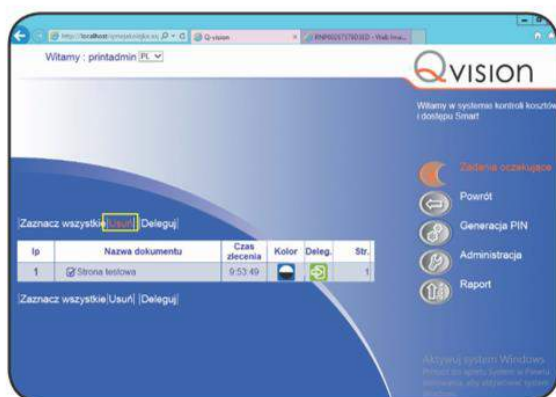 Q-vision
Witamy : printadmin PL
Qvision
Witamy w systemie kontroli kosztów
i dostępu Smart
Zadania oczekujące
Powrót
Generacja PIN
Administracja
Raport
|Zaznacz wszystkie|Usuń| |Deleguj|
lp Nazwa dokumentu Czas zlecenia Kolor Deleg. Str.
1 Strona testowa 9:53:49 1
|Zaznacz wszystkie|Usuń| |Deleguj|
Aktywuj system Windows